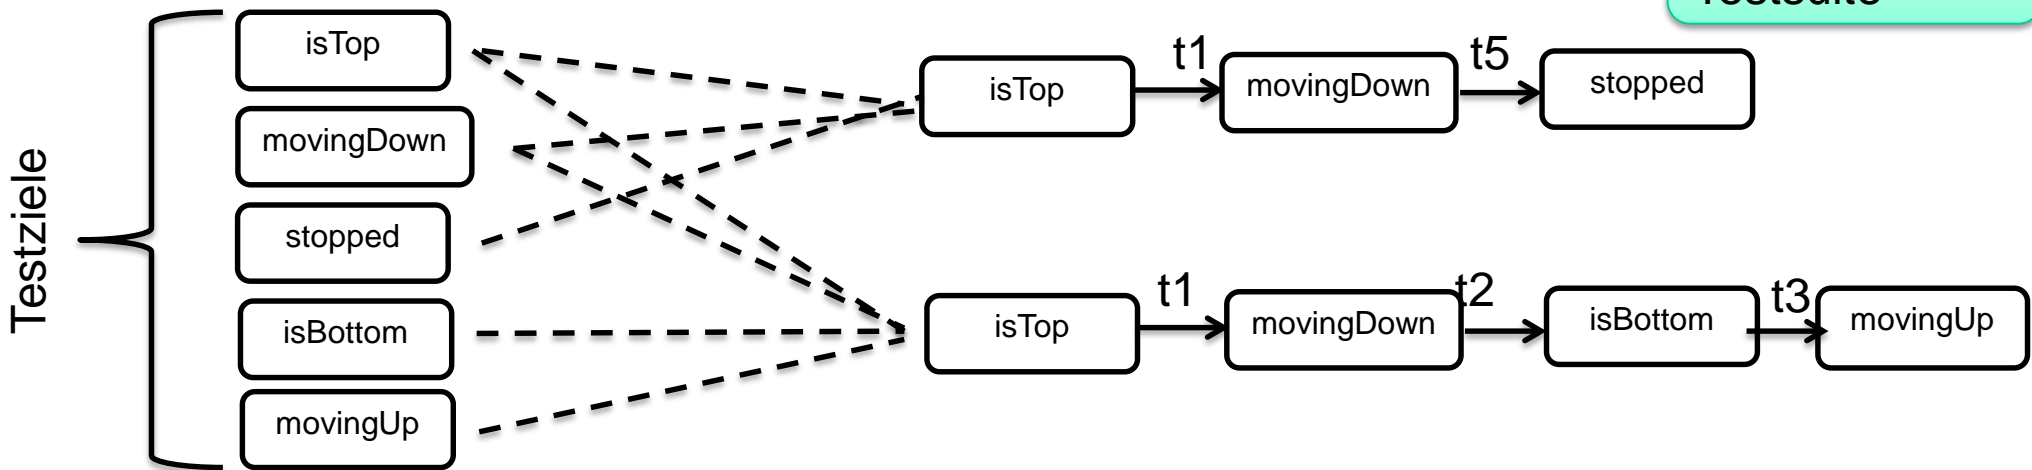 Testziele
isTop
movingDown
stopped
isBottom
movingUp
isTop t1 movingDown t5 stopped
isTop t1 movingDown t2 isBottom t3 movingUp